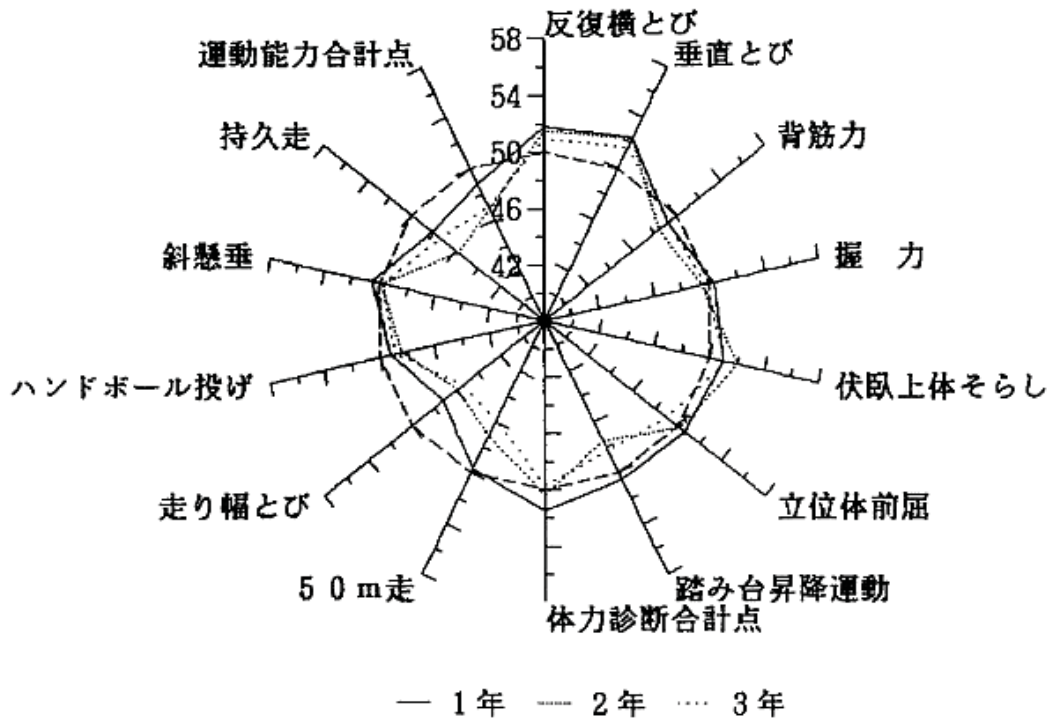 反復横とび
58
運動能力合計点
垂直とび
54
持久走
背筋力
50
46
斜懸垂
握 力
42
ハンドボール投げ
伏臥上体そらし
走り幅とび
立位体前屈
50m走
踏み台昇降運動
体力診断合計点
1年 2年 3年